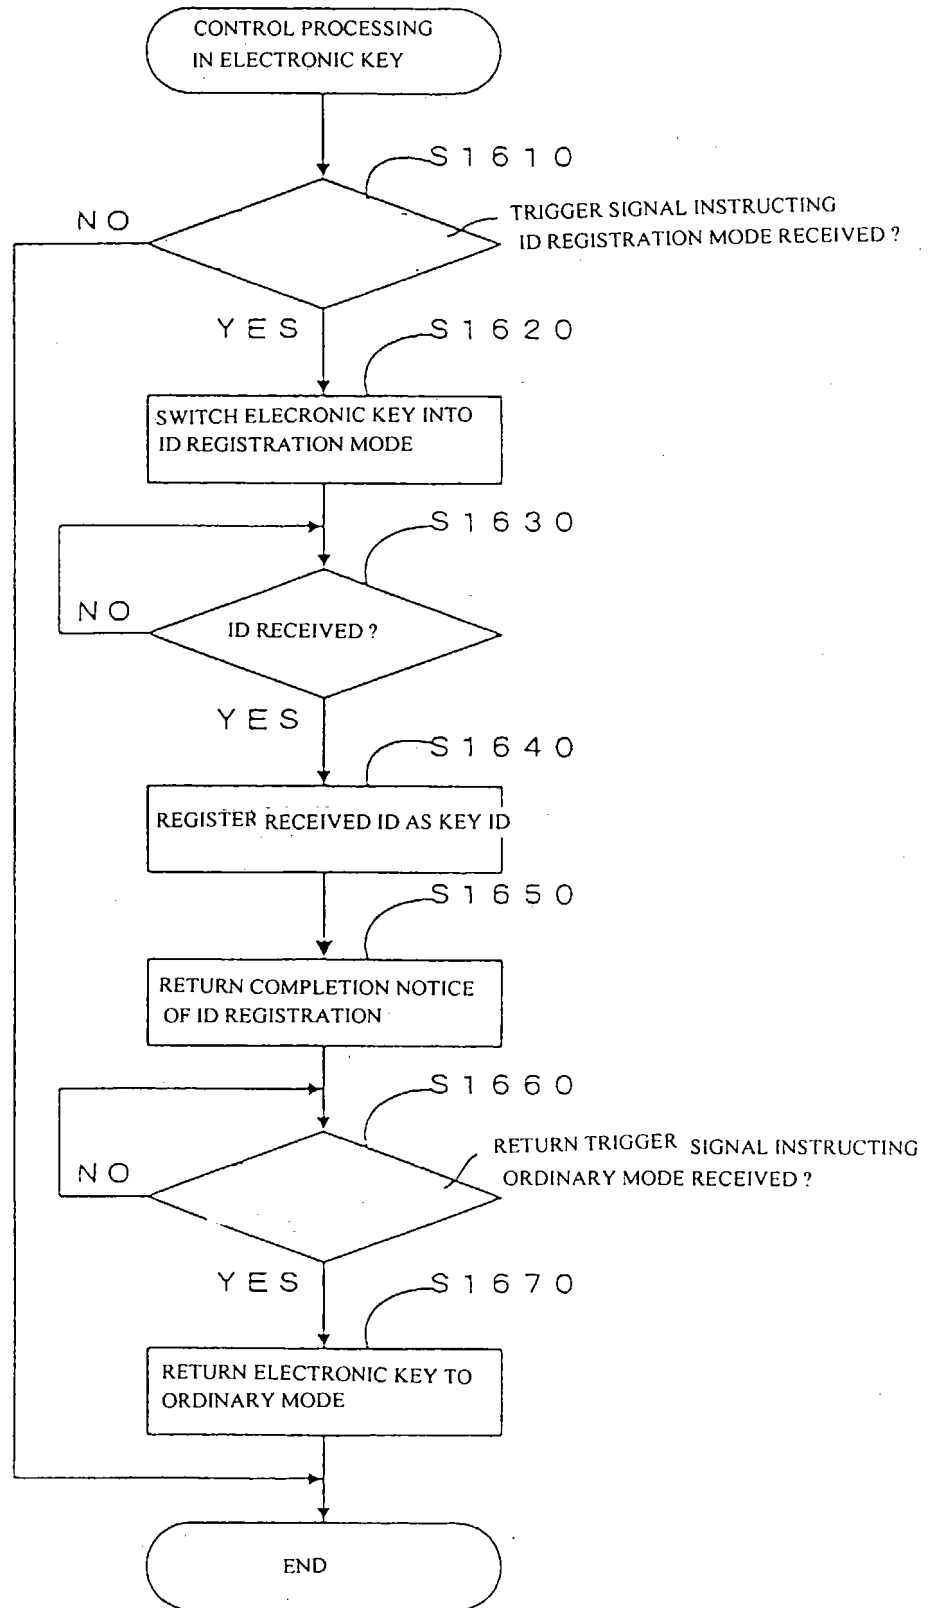 CONTROL PROCESSING
IN ELECTRONIC KEY
S1610
NO
TRIGGER SIGNAL INSTRUCTING
ID REGISTRATION MODE RECEIVED ?
YES
S1620
SWITCH ELECRONIC KEY INTO
ID REGISTRATION MODE
S1630
NO
ID RECEIVED ?
YES
S1640
REGISTER RECEIVED ID AS KEY ID
S1650
RETURN COMPLETION NOTICE
OF ID REGISTRATION
S1660
NO
RETURN TRIGGER SIGNAL INSTRUCTING
ORDINARY MODE RECEIVED ?
YES
S1670
RETURN ELECTRONIC KEY TO
ORDINARY MODE
END